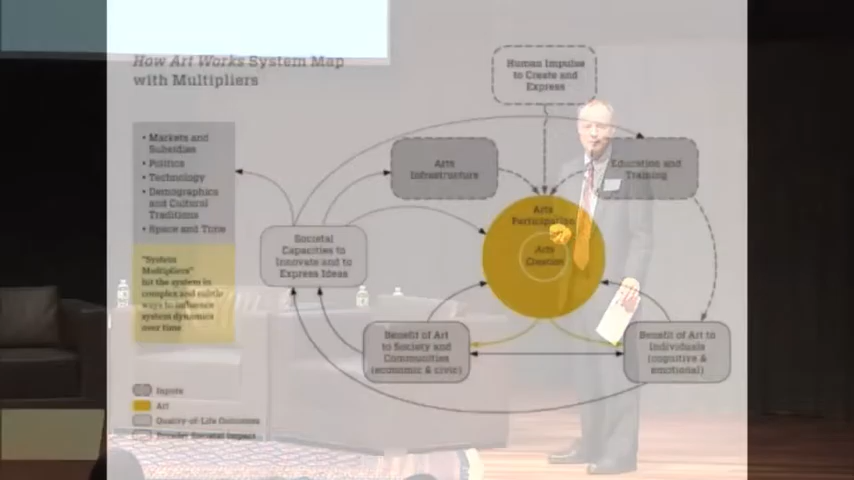 How Art Works System Map
with Multipliers
Human Impulse
to Create and
Express
• Markets and
Subsidies
• Politics
• Technology
• Demographics
and Cultural
Traditions
• Space and Time
Arts
Infrastructure
Education and
Training
Arts
Participation
Arts
Creation
Societal
Capacities to
Innovate and to
Express Ideas
"System
Multipliers"
hit the system in
complex and subtle
ways to influence
system dynamics
over time
Benefit of Art
to Society and
Communities
(economic & civic)
Benefit of Art to
Individuals
(cognitive &
emotional)
Inputs
Art
Quality-of-Life Outcomes
Broader Societal Impact